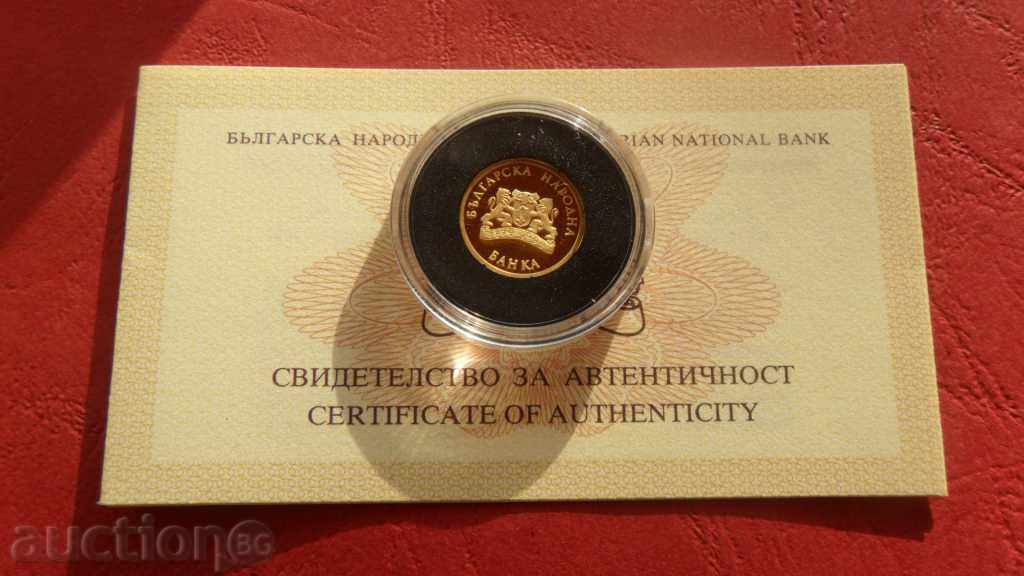 БЪЛГАРСКА НАРОД RIAN NATIONAL BANK
БЪЛГАРСКА НАРОДНА
БАНКА
СВИДЕТЕЛСТВО ЗА АВТЕНТИЧНОСТ
CERTIFICATE OF AUTHENTICITY
auction BG